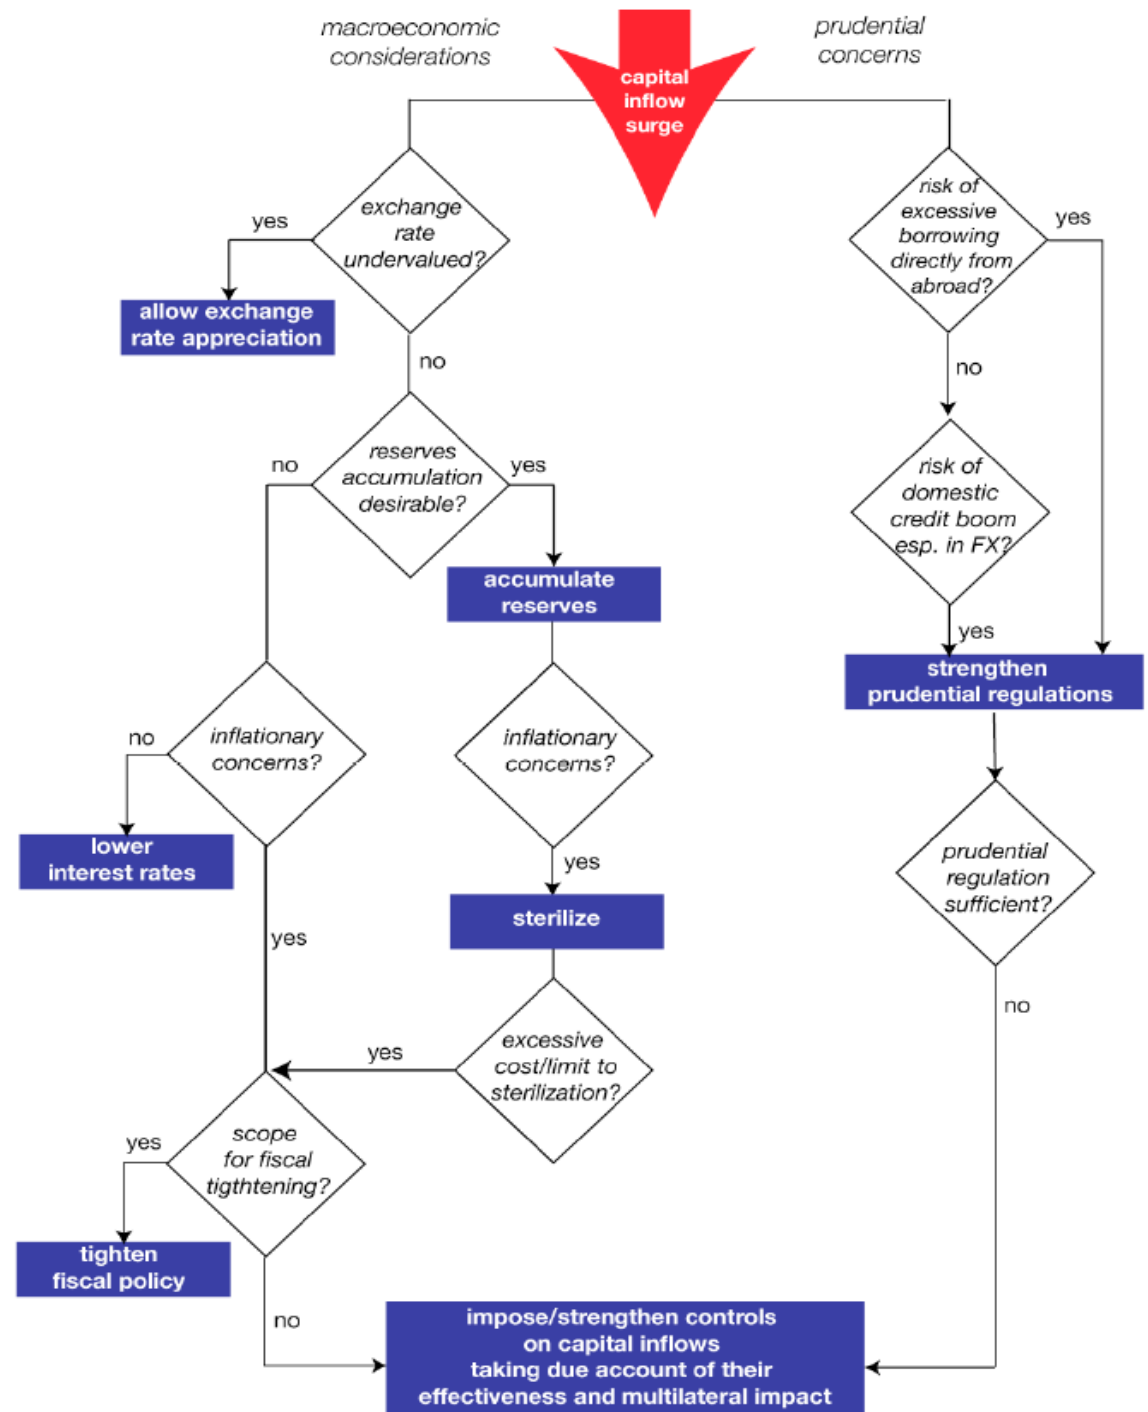 macroeconomic
considerations
prudential
concerns
capital
inflow
surge
exchange
rate
undervalued?
yes
allow exchange
rate appreciation
no
reserves
accumulation
desirable?
no
yes
accumulate
reserves
inflationary
concerns?
no
lower
interest rates
yes
inflationary
concerns?
yes
sterilize
excessive
cost/limit to
sterilization?
yes
scope
for fiscal
tigthtening?
yes
tighten
fiscal policy
no
risk of
excessive
borrowing
directly from
abroad?
yes
no
risk of
domestic
credit boom
esp. in FX?
yes
strengthen
prudential regulations
prudential
regulation
sufficient?
no
impose/strengthen controls
on capital inflows
taking due account of their
effectiveness and multilateral impact